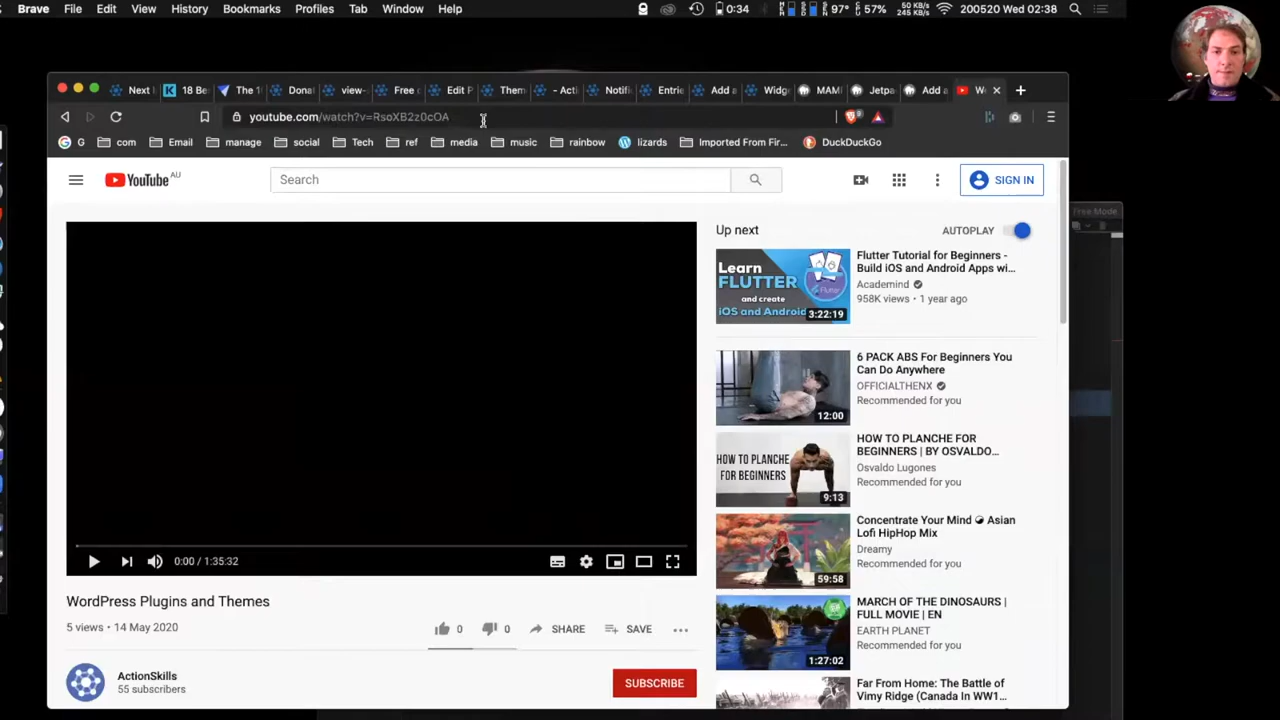 Brave File Edit View History Bookmarks Profiles Tab Window Help
0:34 97° 57% 50 KB/s 245 KB/s 200520 Wed 02:38
Next 18 Be The 1 Dona view- Free c Edit P Them - Acti Notifi Entrie Add a Widg MAM Jetpa Add a We
youtube.com/watch?v=RsoXB2z0cOA
G com Email manage social Tech ref media music rainbow lizards Imported From Fir... DuckDuckGo
YouTube AU
Search
SIGN IN
Free Mode
Up next
AUTOPLAY
Learn
FLUTTER
and create
iOS and Android
3:22:19
Flutter Tutorial for Beginners -
Build iOS and Android Apps wi...
Academind
958K views • 1 year ago
12:00
6 PACK ABS For Beginners You
Can Do Anywhere
OFFICIALTHENX
Recommended for you
HOW TO PLANCHE
FOR BEGINNERS
9:13
HOW TO PLANCHE FOR
BEGINNERS | BY OSVALDO...
Osvaldo Lugones
Recommended for you
59:58
Concentrate Your Mind Asian
Lofi HipHop Mix
Dreamy
Recommended for you
1:27:02
MARCH OF THE DINOSAURS |
FULL MOVIE | EN
EARTH PLANET
Recommended for you
Far From Home: The Battle of
Vimy Ridge (Canada In WW1...
0:00 / 1:35:32
WordPress Plugins and Themes
5 views • 14 May 2020
0 0 SHARE SAVE
ActionSkills
55 subscribers
SUBSCRIBE